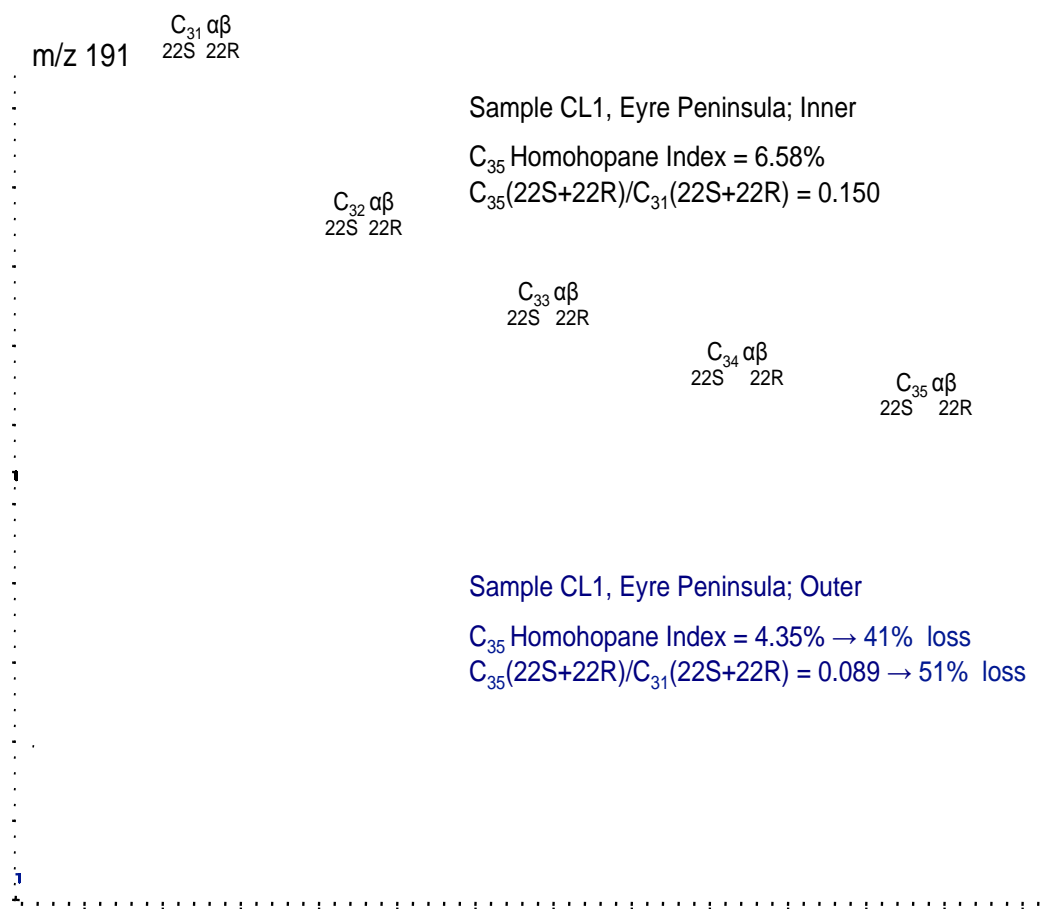 m/z 191
C₃₁ αβ
22S 22R
Sample CL1, Eyre Peninsula; Inner
C₃₅ Homohopane Index = 6.58%
C₃₅(22S+22R)/C₃₁(22S+22R) = 0.150
C₃₂ αβ
22S 22R
C₃₃ αβ
22S 22R
C₃₄ αβ
22S 22R
C₃₅ αβ
22S 22R
Sample CL1, Eyre Peninsula; Outer
C₃₅ Homohopane Index = 4.35% → 41% loss
C₃₅(22S+22R)/C₃₁(22S+22R) = 0.089 → 51% loss